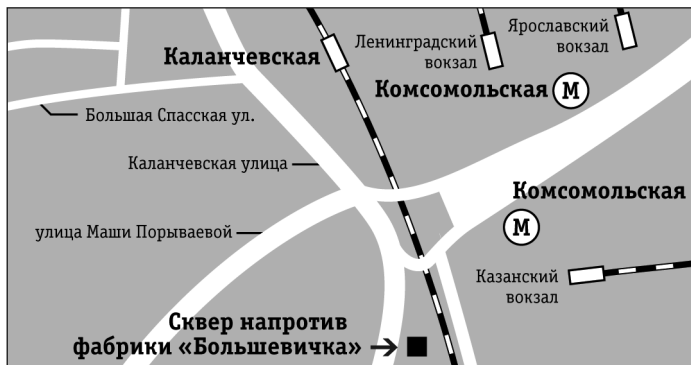 Ярославский
вокзал
Ленинградский
вокзал
Каланчевская
Комсомольская М
Большая Спасская ул.
Каланчевская улица
Комсомольская
М
улица Маши Порываевой
Казанский
вокзал
Сквер напротив
фабрики «Большевичка»